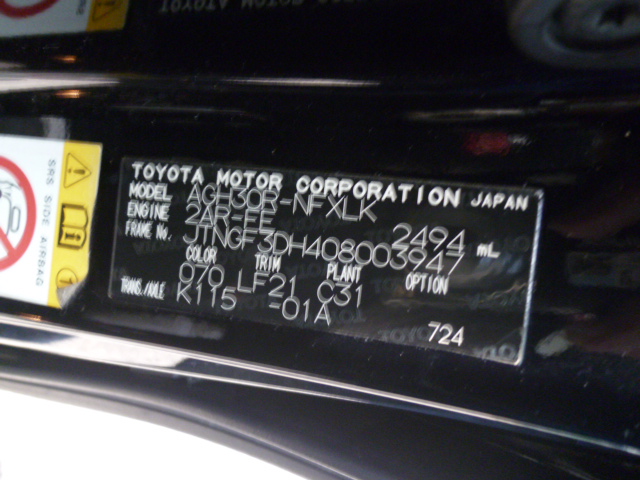 TOYOTA MOTOR CORPORATION JAPAN
MODEL AGH30R-NFXLK
ENGINE 2AR-FE 2494 mL
FRAME No. JTNGF3DH408003947
COLOR TRIM PLANT OPTION
070 LF21 C31
TRANS./AXLE K115 -01A
724
SRS SIDE AIRBAG